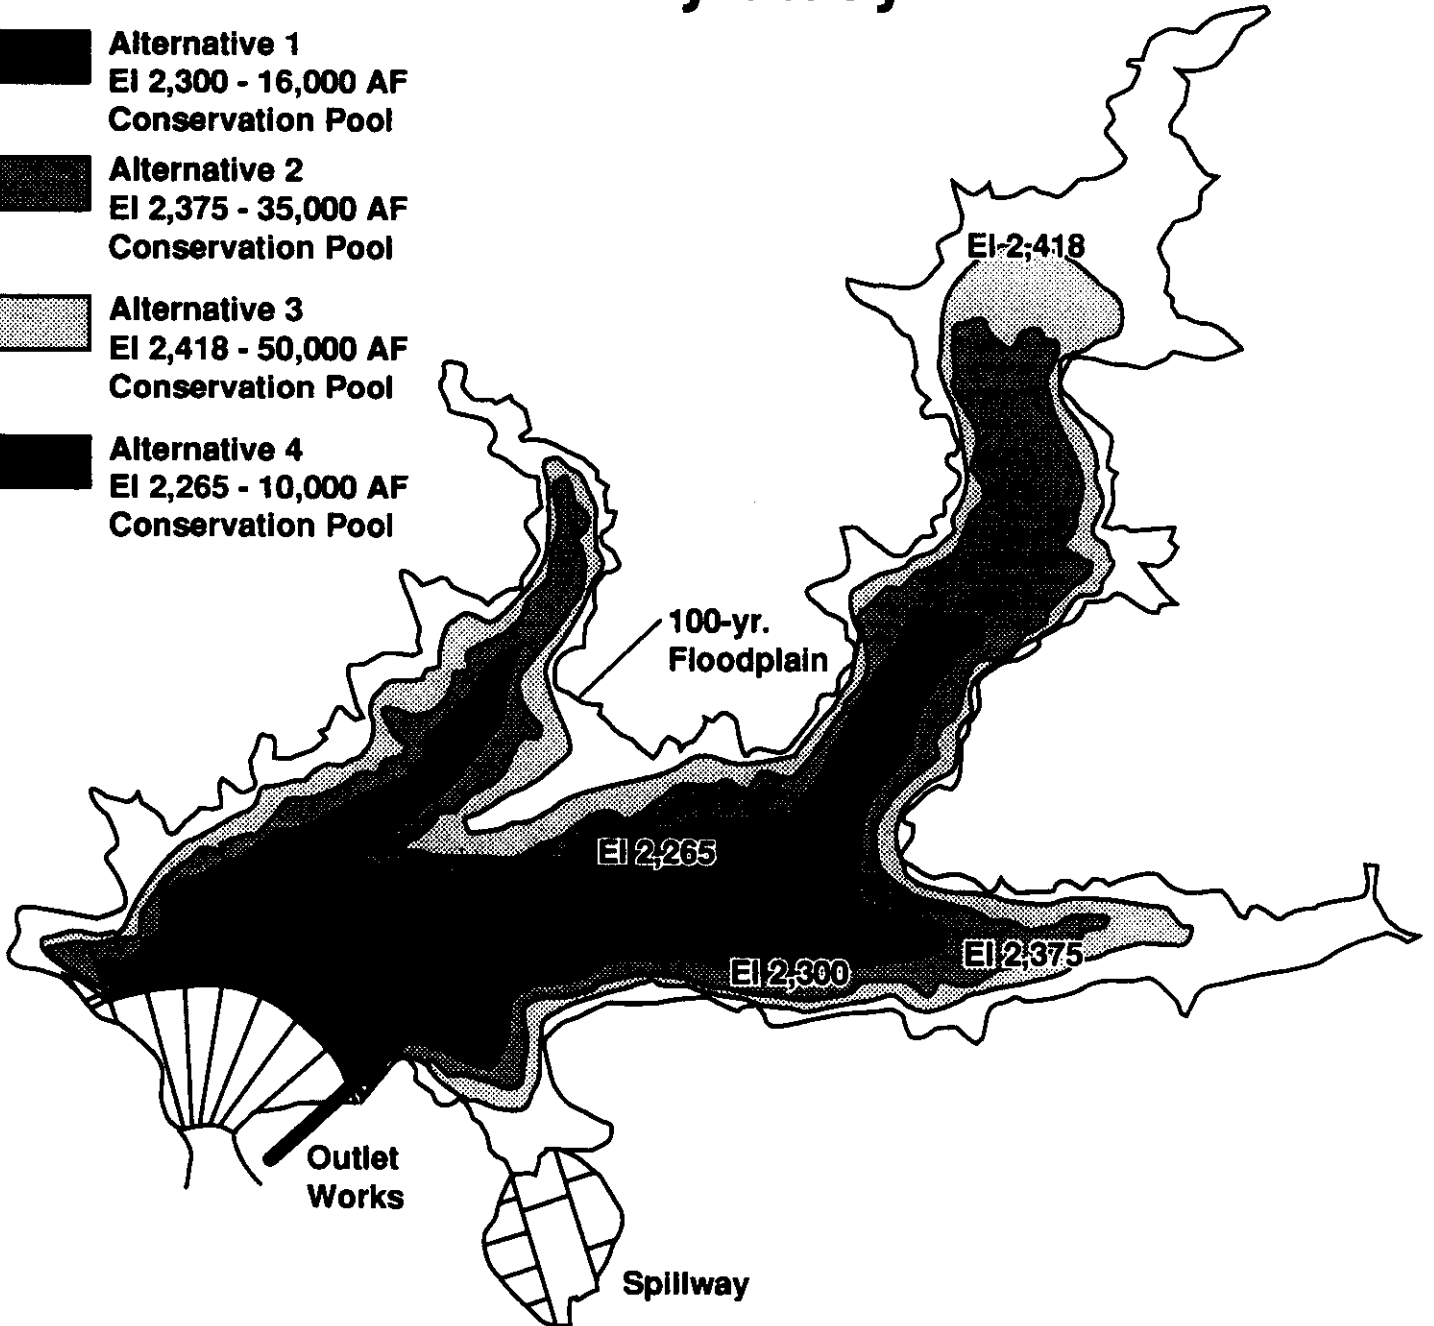 Alternative 1
El 2,300 - 16,000 AF
Conservation Pool
Alternative 2
El 2,375 - 35,000 AF
Conservation Pool
Alternative 3
El 2,418 - 50,000 AF
Conservation Pool
Alternative 4
El 2,265 - 10,000 AF
Conservation Pool
El 2,418
100-yr.
Floodplain
El 2,265
El 2,375
El 2,300
Outlet
Works
Spillway